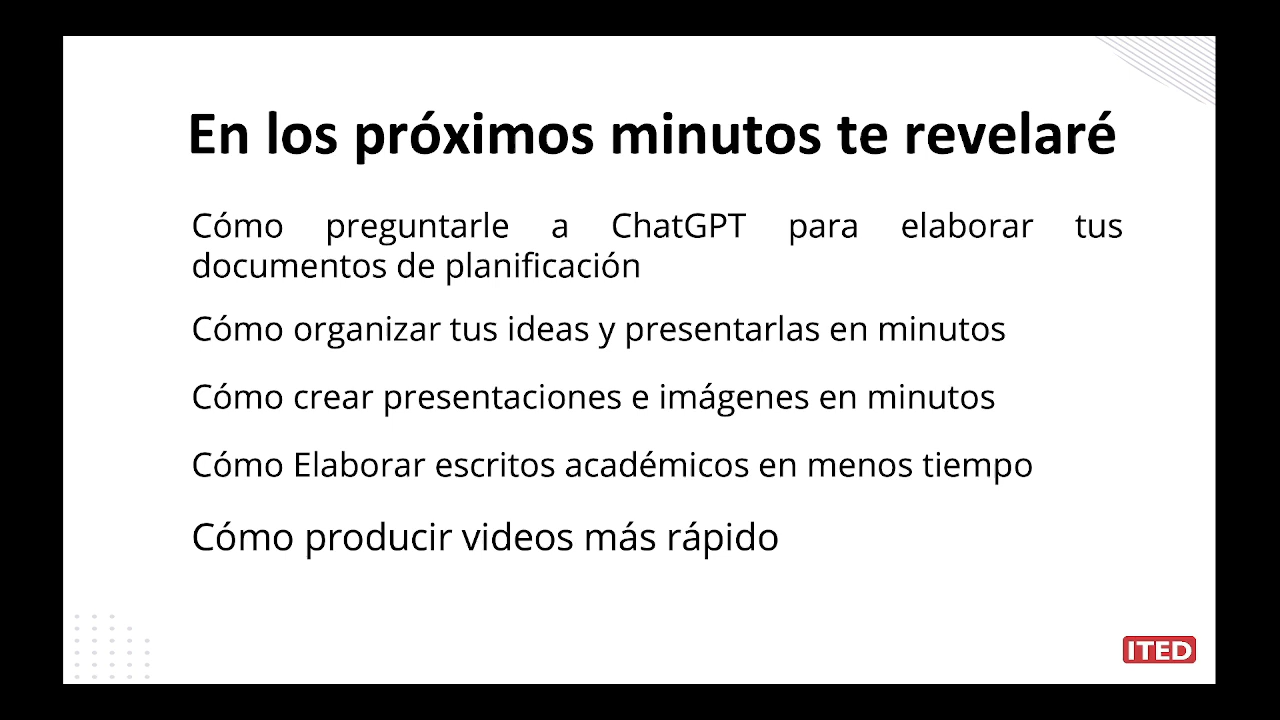 En los próximos minutos te revelaré
Cómo preguntarle a ChatGPT para elaborar tus
documentos de planificación
Cómo organizar tus ideas y presentarlas en minutos
Cómo crear presentaciones e imágenes en minutos
Cómo Elaborar escritos académicos en menos tiempo
Cómo producir videos más rápido
ITED